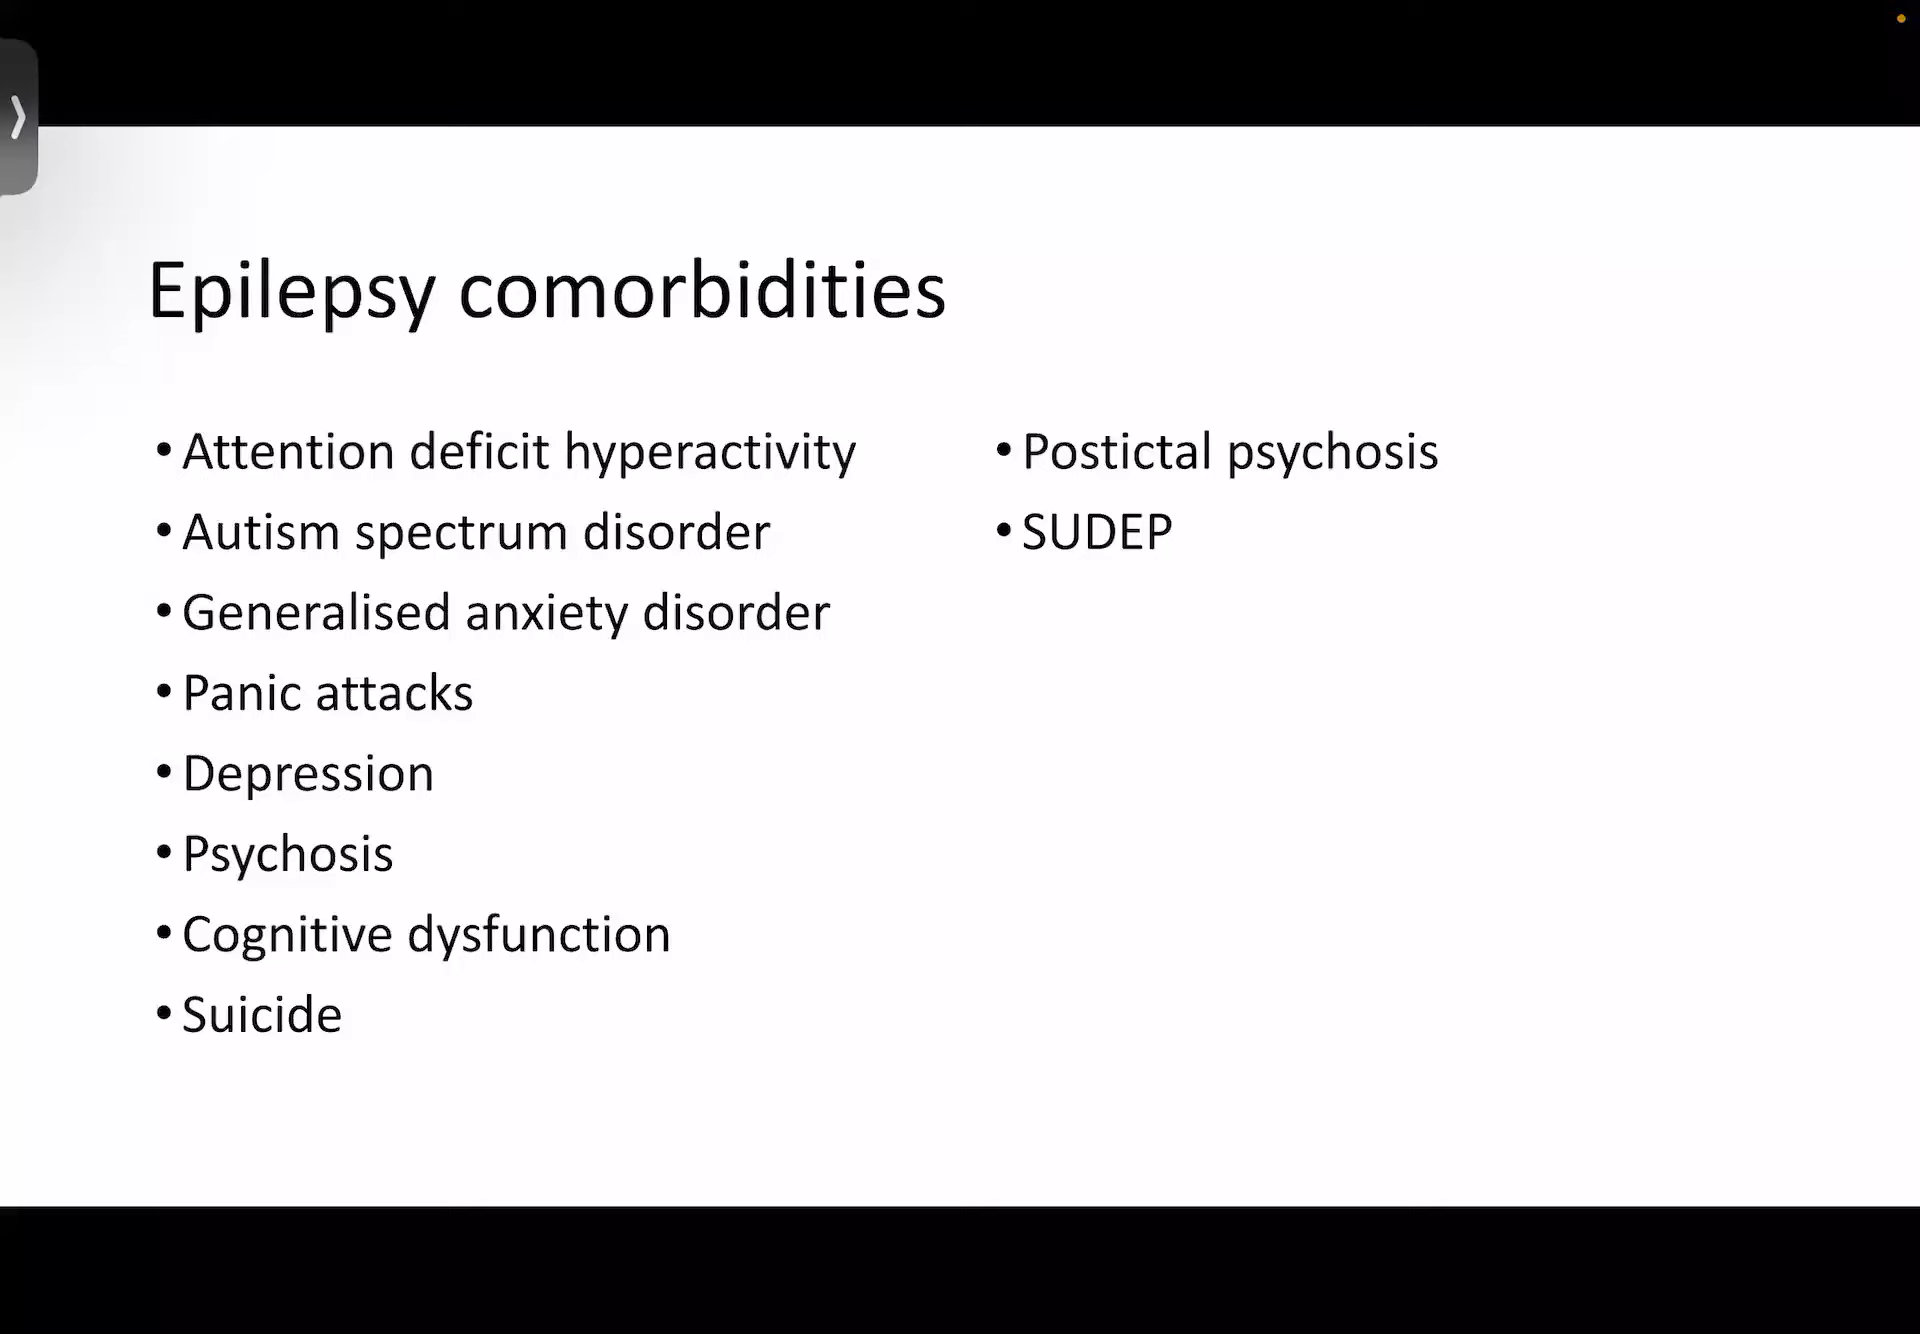 Epilepsy comorbidities
• Attention deficit hyperactivity
• Autism spectrum disorder
• Generalised anxiety disorder
• Panic attacks
• Depression
• Psychosis
• Cognitive dysfunction
• Suicide
• Postictal psychosis
• SUDEP